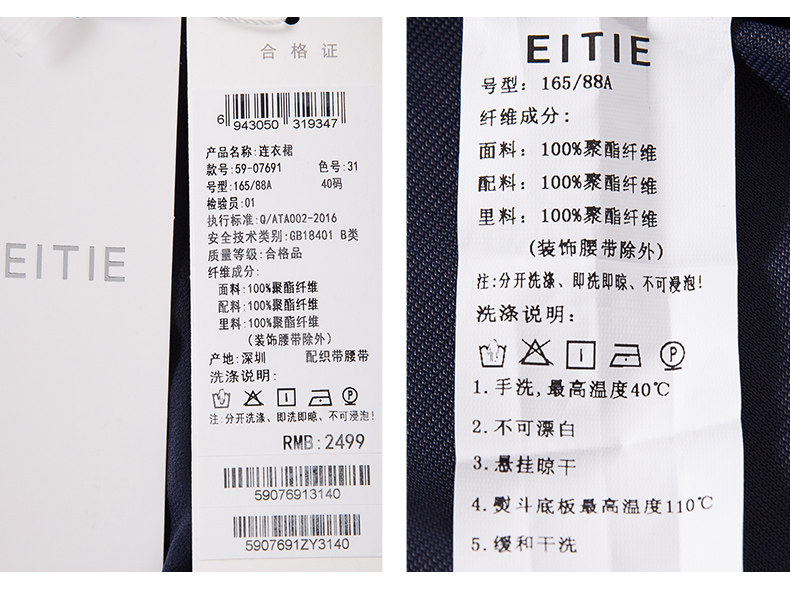 EITIE
合格证
6 943050 319347
产品名称:连衣裙
款号:59-07691 色号:31
号型:165/88A 40码
检验员:01
执行标准:Q/ATA002-2016
安全技术类别:GB18401 B类
质量等级:合格品
纤维成分:
面料:100%聚酯纤维
配料:100%聚酯纤维
里料:100%聚酯纤维
(装饰腰带除外)
产地:深圳 配织带腰带
洗涤说明:
P
注:分开洗涤、即洗即晾、不可浸泡!
RMB:2499
59076913140
5907691ZY3140
EITIE
号型: 165/88A
纤维成分:
面料: 100%聚酯纤维
配料: 100%聚酯纤维
里料: 100%聚酯纤维
(装饰腰带除外)
注:分开洗涤、即洗即晾、不可浸泡!
洗涤说明:
P
1.手洗,最高温度40℃
2.不可漂白
3.悬挂晾干
4.熨斗底板最高温度110℃
5.缓和干洗